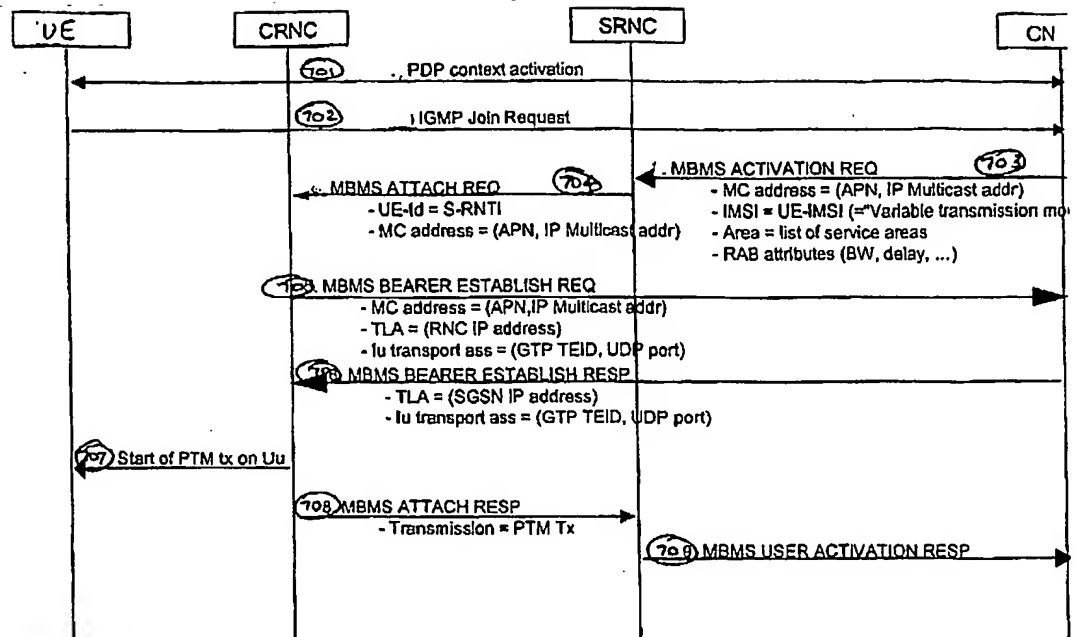 UE
CRNC
SRNC
CN
701 PDP context activation
702 IGMP Join Request
MBMS ACTIVATION REQ 703
- MC address = (APN, IP Multicast addr)
- IMSI = UE-IMSI (="Variable transmission mo
- Area = list of service areas
- RAB attributes (BW, delay, ...)
MBMS ATTACH REQ 704
- UE-Id = S-RNTI
- MC address = (APN, IP Multicast addr)
MBMS BEARER ESTABLISH REQ
- MC address = (APN,IP Multicast addr)
- TLA = (RNC IP address)
- Iu transport ass = (GTP TEID, UDP port)
MBMS BEARER ESTABLISH RESP
- TLA = (SGSN IP address)
- Iu transport ass = (GTP TEID, UDP port)
707 Start of PTM tx on Uu
708 MBMS ATTACH RESP
- Transmission = PTM Tx
709 MBMS USER ACTIVATION RESP